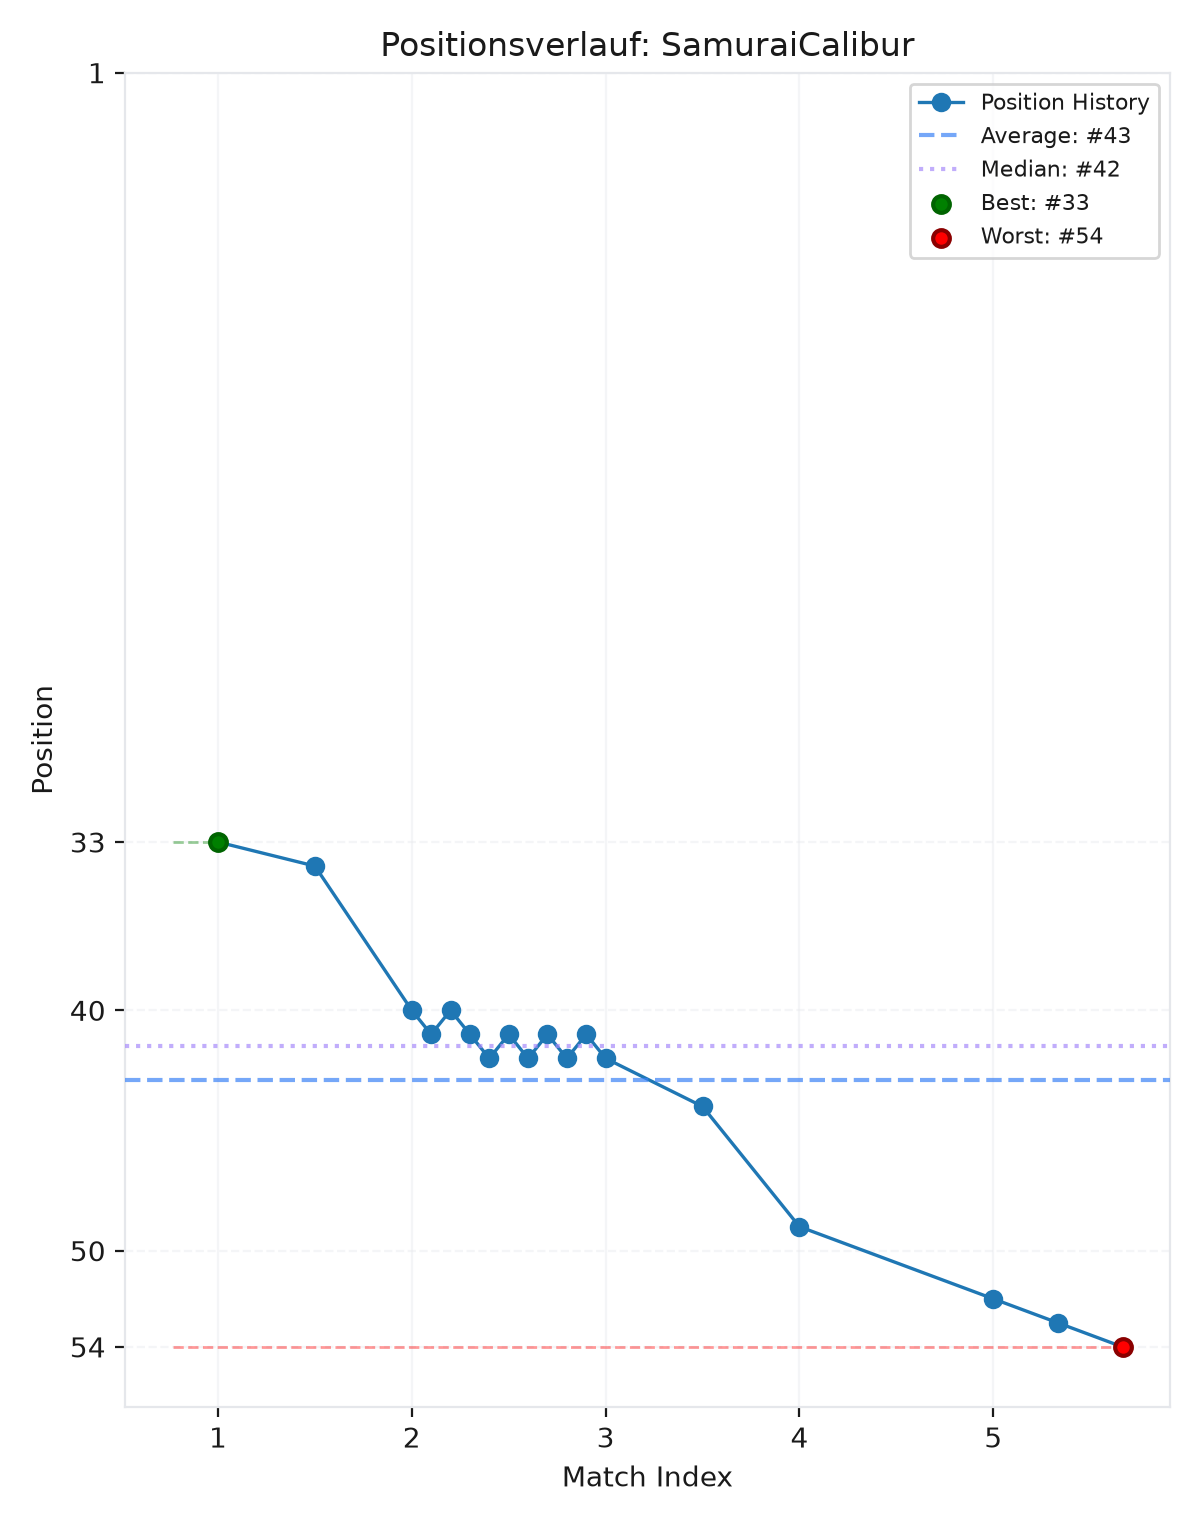 Positionsverlauf: SamuraiCalibur
Position History
Average: #43
Median: #42
Best: #33
Worst: #54
Position
1
33
40
50
54
1 2 3 4 5
Match Index